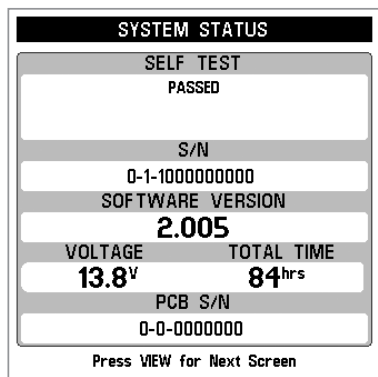 SYSTEM STATUS
SELF TEST
PASSED
S/N
0-1-1000000000
SOFTWARE VERSION
2.005
VOLTAGE TOTAL TIME
13.8V 84hrs
PCB S/N
0-0-0000000
Press VIEW for Next Screen